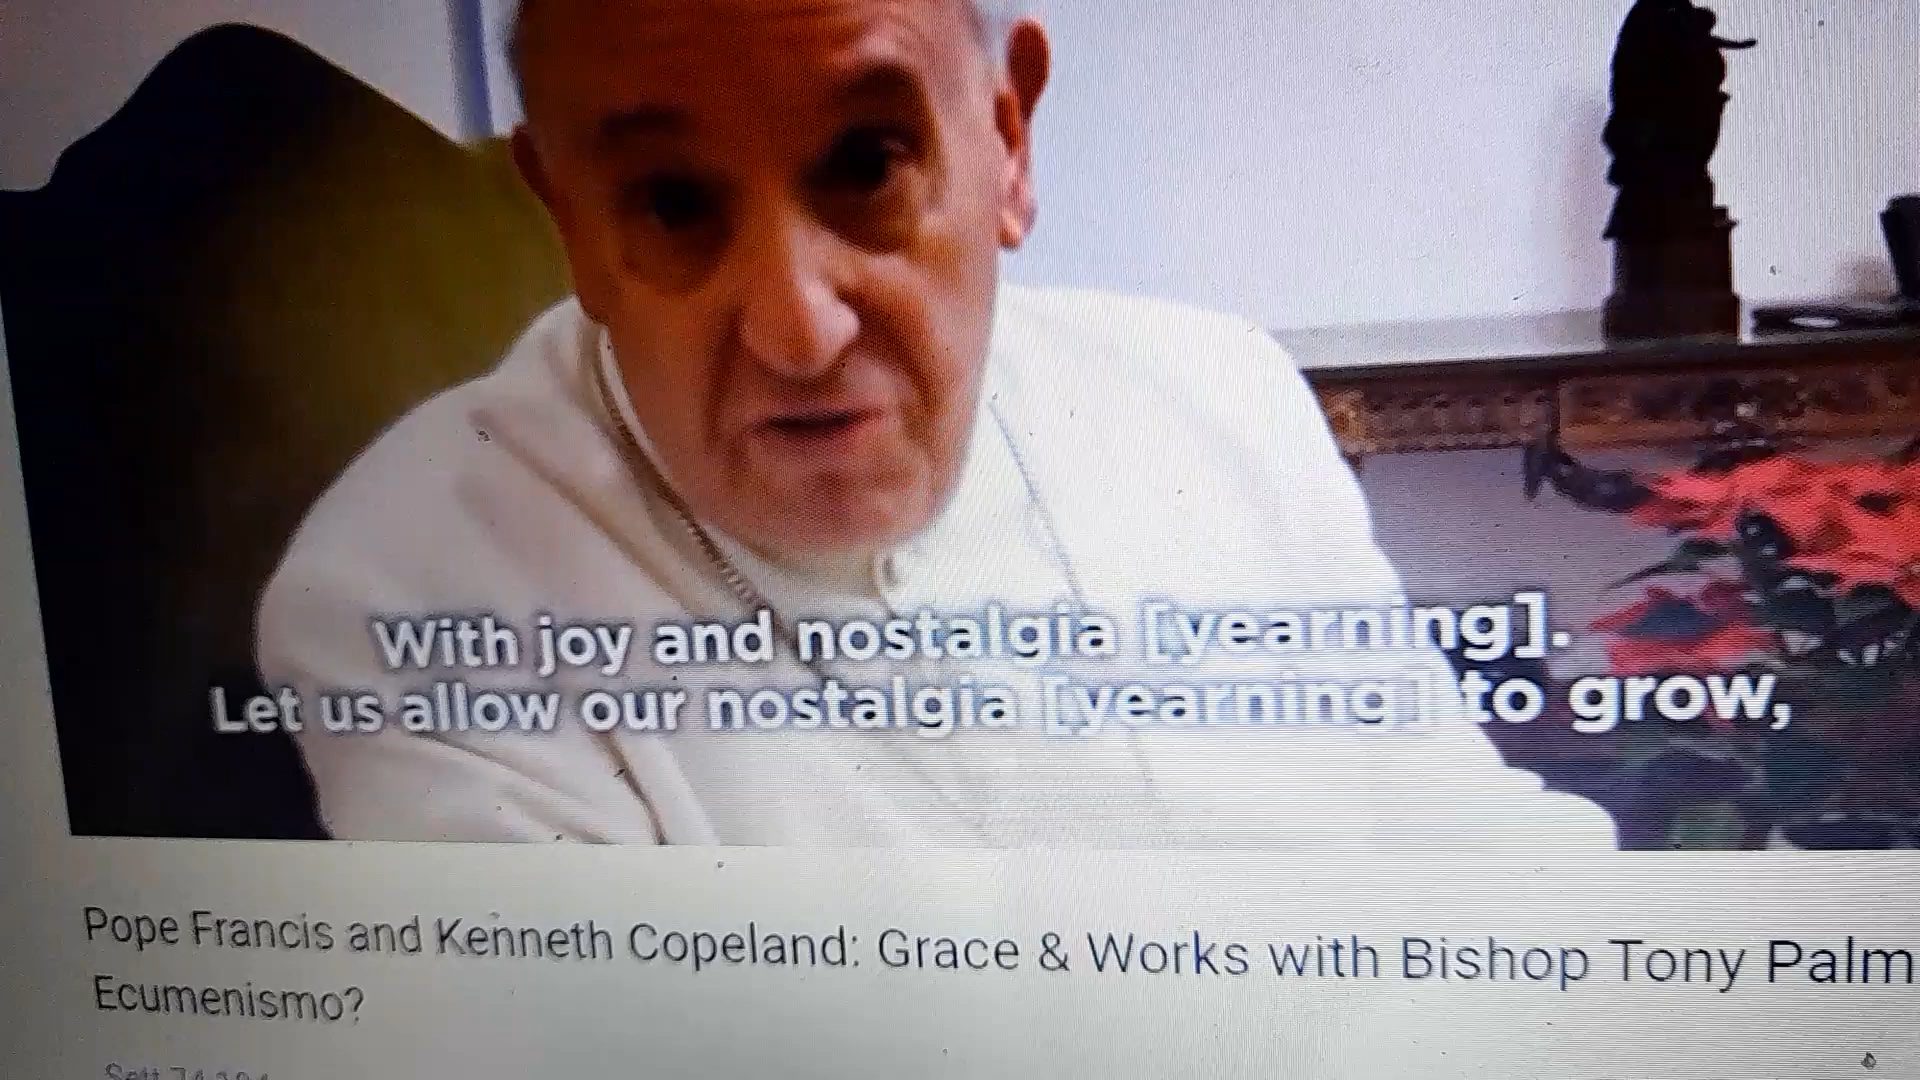 With joy and nostalgia [yearning].
Let us allow our nostalgia [yearning] to grow,
Pope Francis and Kenneth Copeland: Grace & Works with Bishop Tony Palm
Ecumenismo?